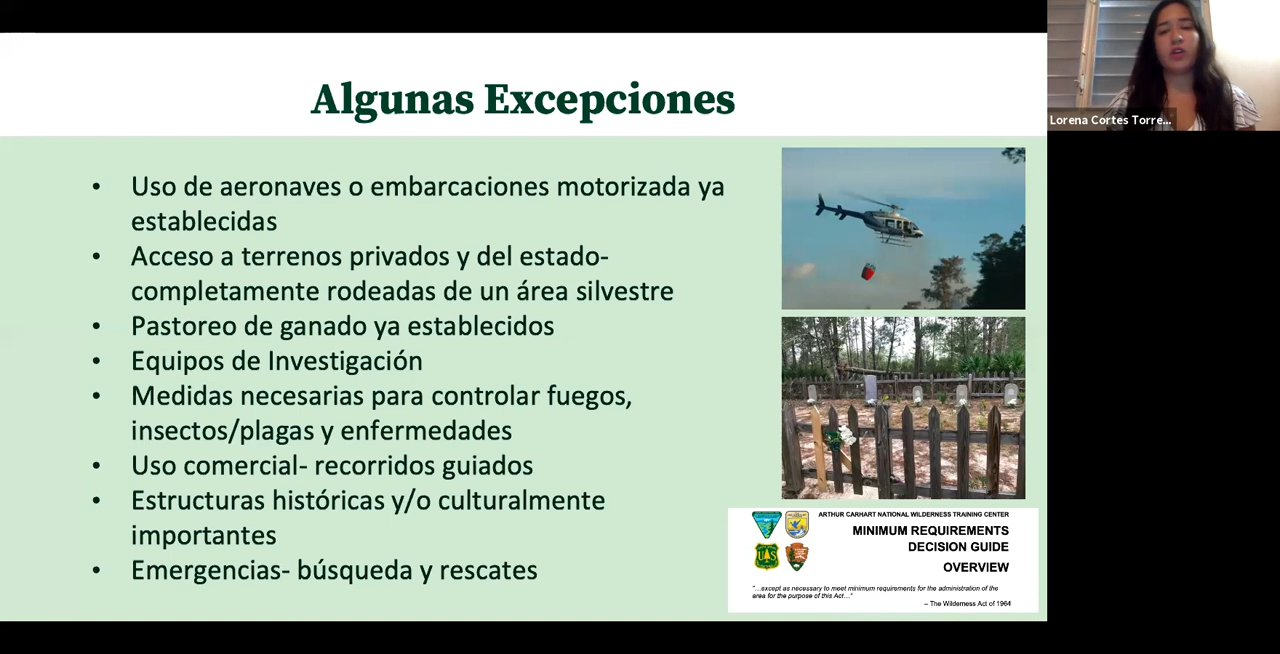 Algunas Excepciones
Lorena Cortes Torre...
• Uso de aeronaves o embarcaciones motorizada ya
establecidas
• Acceso a terrenos privados y del estado-
completamente rodeadas de un área silvestre
• Pastoreo de ganado ya establecidos
• Equipos de Investigación
• Medidas necesarias para controlar fuegos,
insectos/plagas y enfermedades
• Uso comercial- recorridos guiados
• Estructuras históricas y/o culturalmente
importantes
• Emergencias- búsqueda y rescates
ARTHUR CARHART NATIONAL WILDERNESS TRAINING CENTER
MINIMUM REQUIREMENTS
DECISION GUIDE
OVERVIEW
"...except as necessary to meet minimum requirements for the administration of the
area for the purpose of this Act..."
– The Wilderness Act of 1964
U S